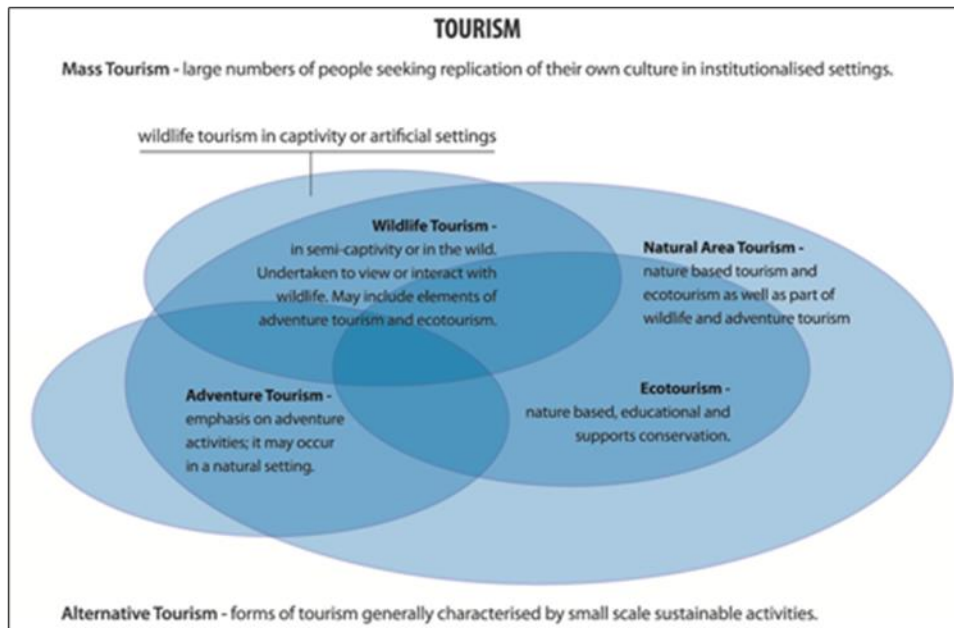 TOURISM
Mass Tourism - large numbers of people seeking replication of their own culture in institutionalised settings.
wildlife tourism in captivity or artificial settings
Wildlife Tourism -
in semi-captivity or in the wild.
Undertaken to view or interact with
wildlife. May include elements of
adventure tourism and ecotourism.
Natural Area Tourism -
nature based tourism and
ecotourism as well as part of
wildlife and adventure tourism
Adventure Tourism -
emphasis on adventure
activities; it may occur
in a natural setting.
Ecotourism -
nature based, educational and
supports conservation.
Alternative Tourism - forms of tourism generally characterised by small scale sustainable activities.